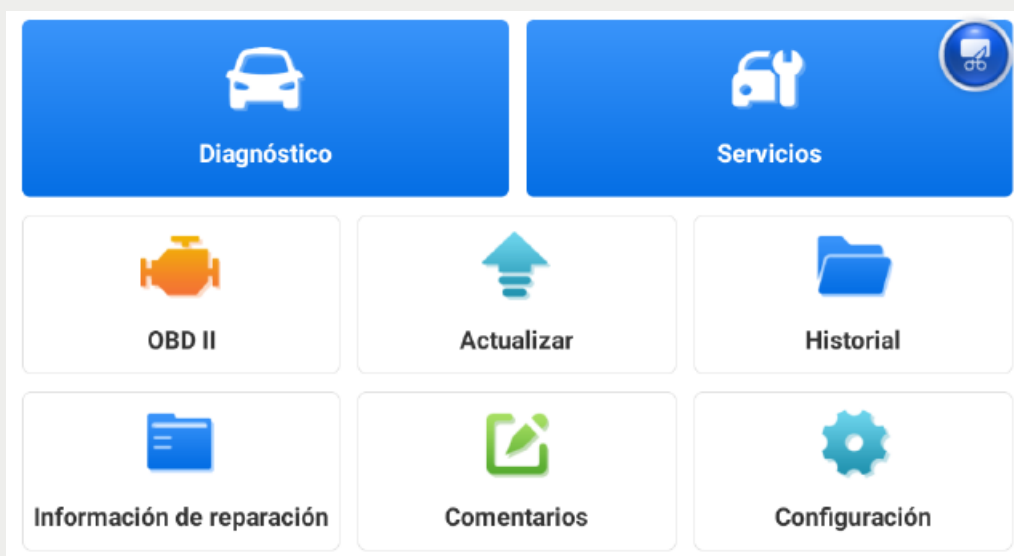 Diagnóstico
Servicios
OBD II
Actualizar
Historial
Información de reparación
Comentarios
Configuración